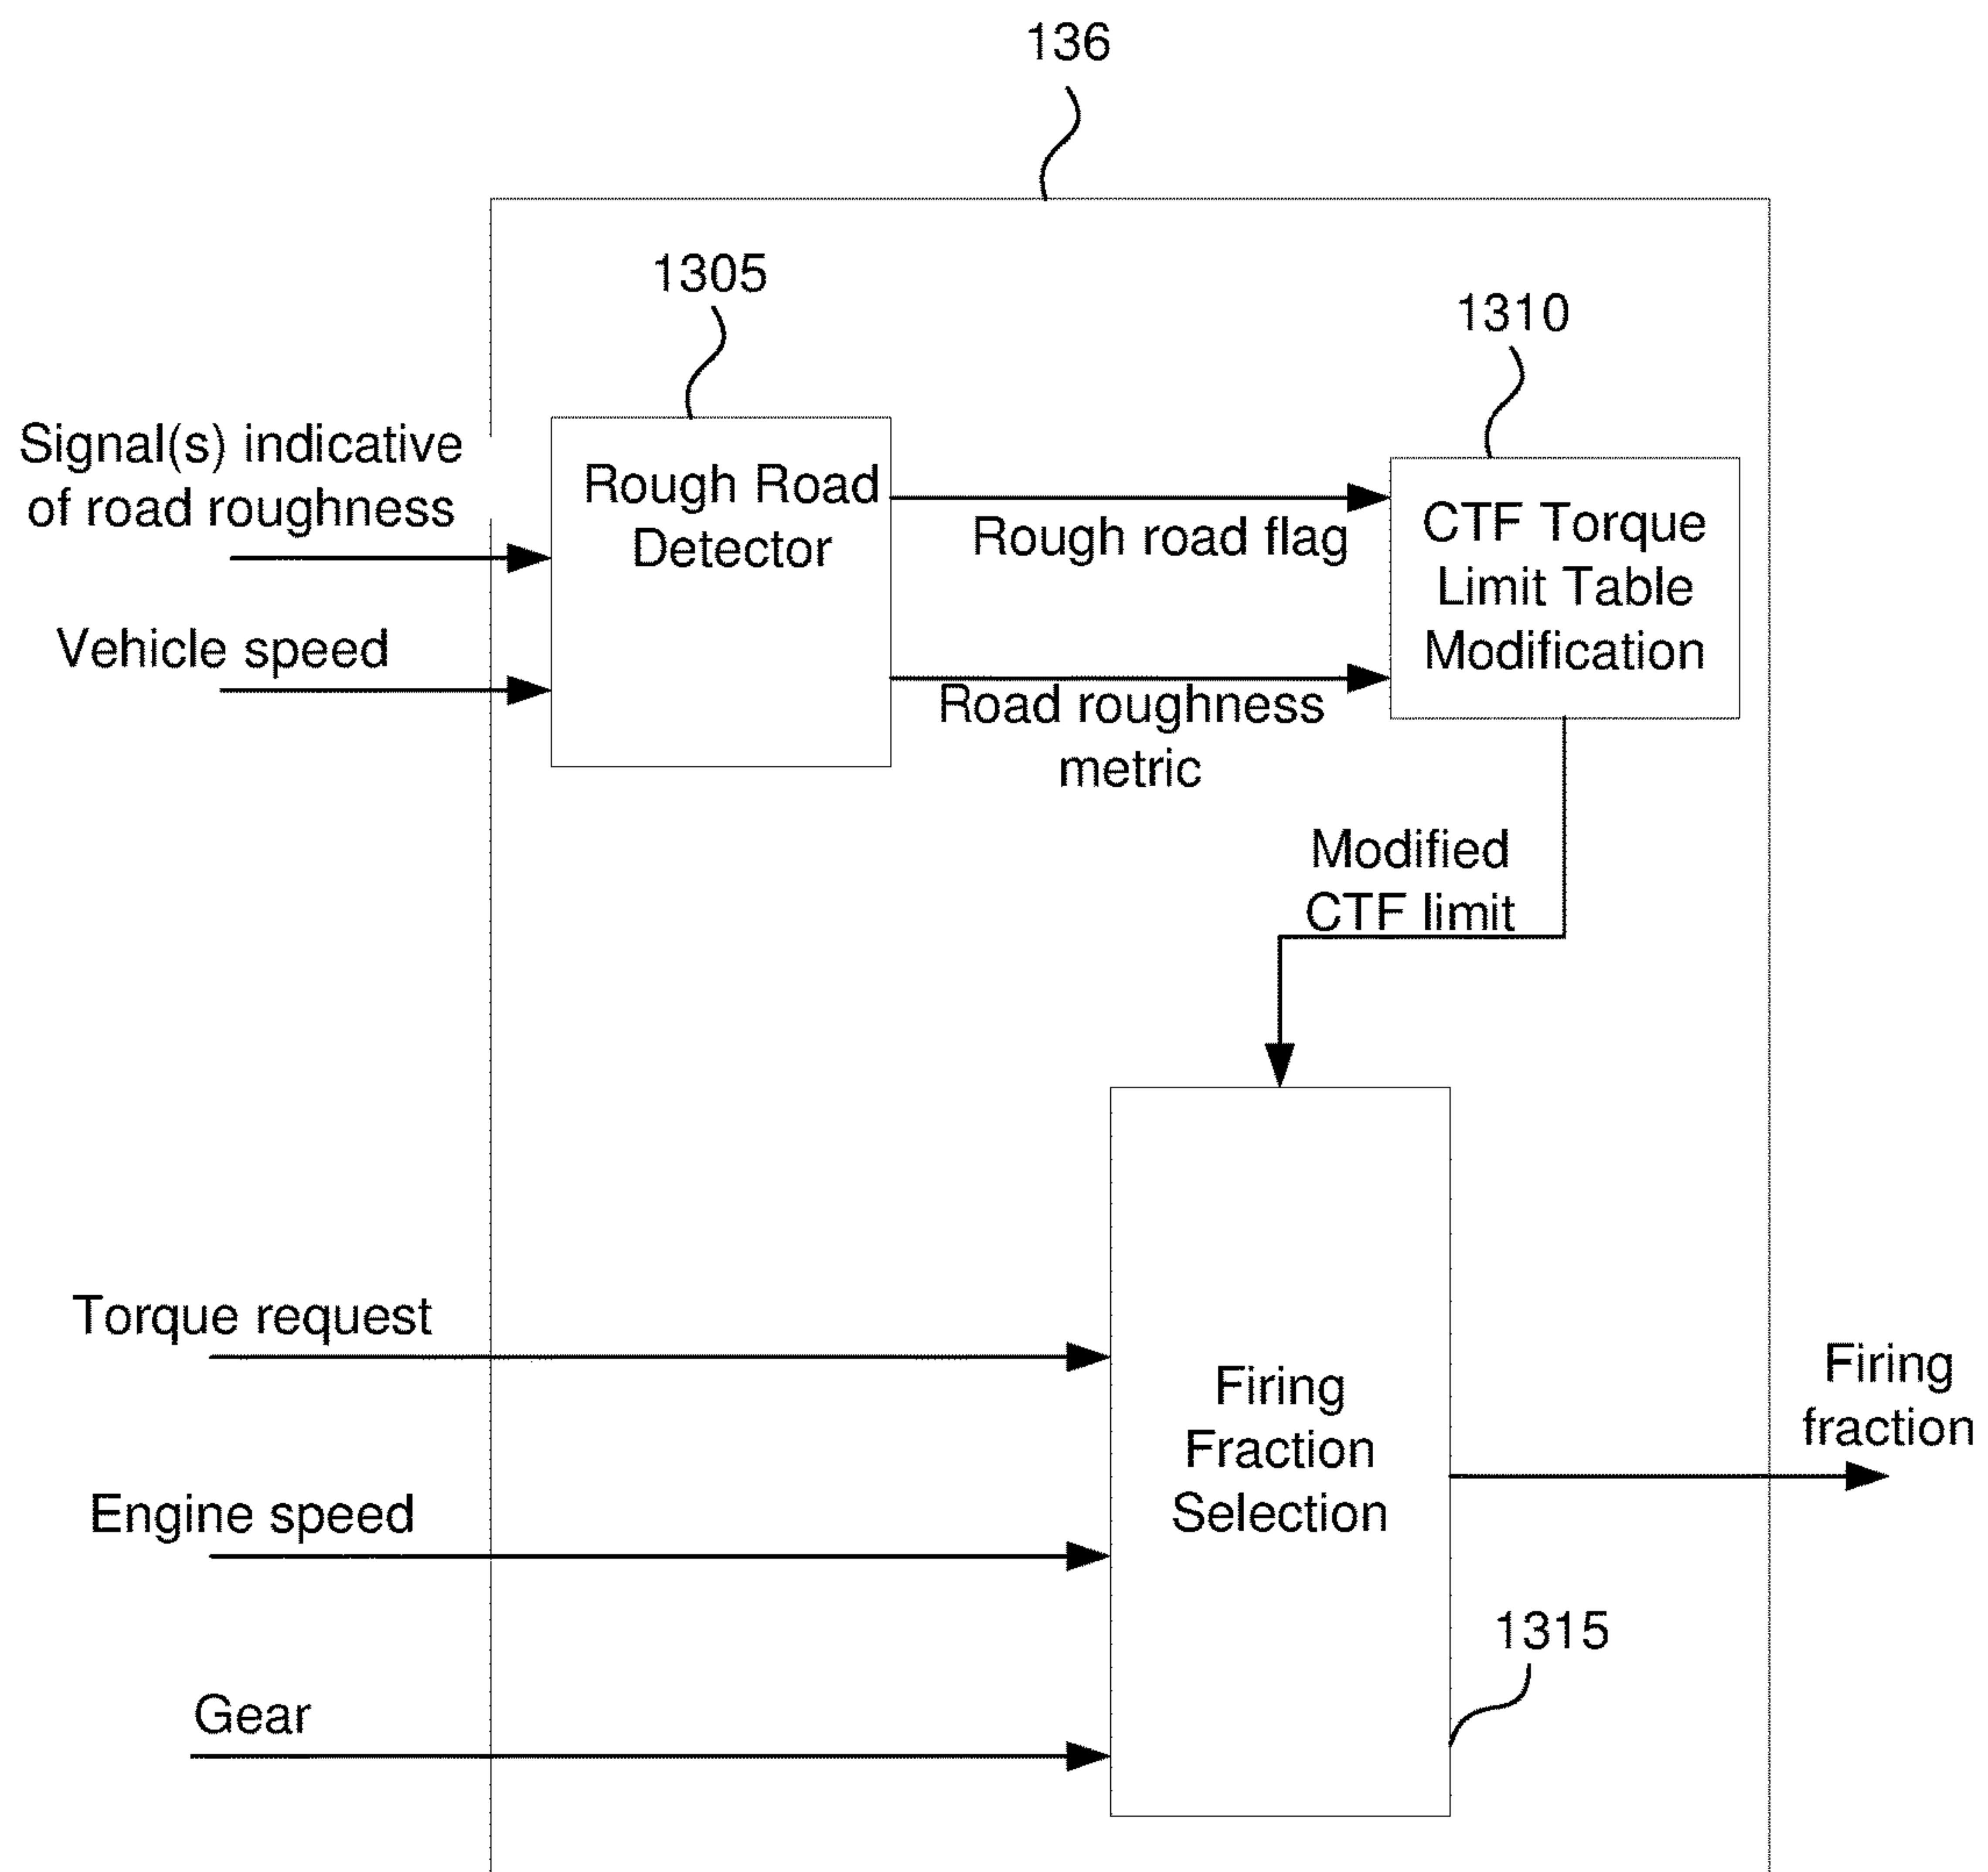 136
1305
1310
Signal(s) indicative
of road roughness
Rough Road
Detector
Rough road flag
CTF Torque
Limit Table
Modification
Vehicle speed
Road roughness
metric
Modified
CTF limit
Torque request
Firing
Fraction
Selection
Firing
fraction
Engine speed
1315
Gear